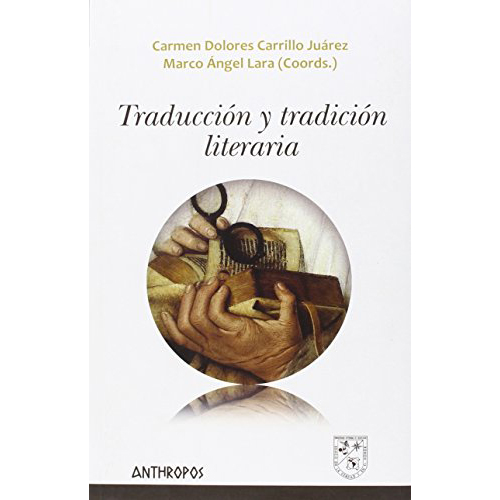 Carmen Dolores Carrillo Juárez
Marco Ángel Lara (Coords.)
Traducción y tradición
literaria
ANTHROPOS